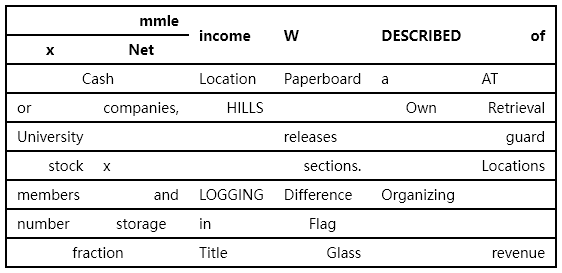 mmle
income W DESCRIBED of
x Net
Cash Location Paperboard a AT
or companies, HILLS Own Retrieval
University releases guard
stock x sections. Locations
members and LOGGING Difference Organizing
number storage in Flag
fraction Title Glass revenue